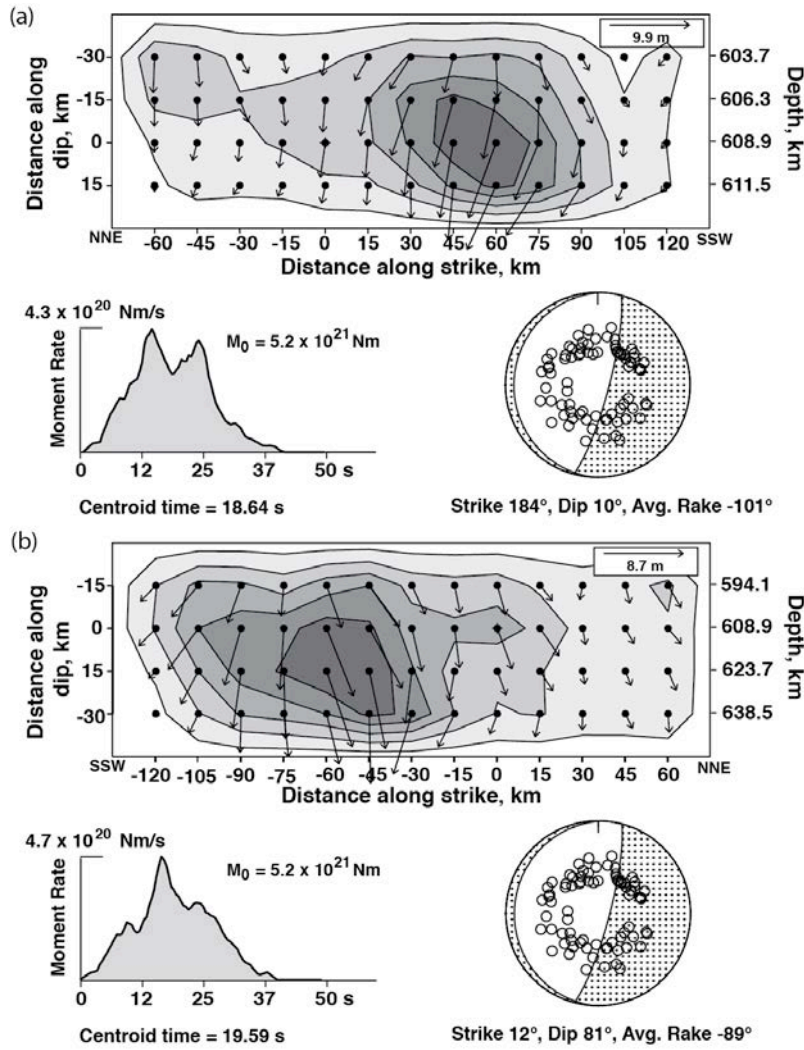 (a)
9.9 m
Distance along
dip, km
-30
-15
0
15
Depth, km
603.7
606.3
608.9
611.5
NNE
SSW
-60 -45 -30 -15 0 15 30 45 60 75 90 105 120
Distance along strike, km
4.3 x 10^20 Nm/s
M0 = 5.2 x 10^21 Nm
Moment Rate
0 12 25 37 50 s
Centroid time = 18.64 s
Strike 184°, Dip 10°, Avg. Rake -101°
(b)
8.7 m
Distance along
dip, km
-15
0
15
-30
Depth, km
594.1
608.9
623.7
638.5
SSW
NNE
-120 -105 -90 -75 -60 -45 -30 -15 0 15 30 45 60
Distance along strike, km
4.7 x 10^20 Nm/s
M0 = 5.2 x 10^21 Nm
Moment Rate
0 12 25 37 50 s
Centroid time = 19.59 s
Strike 12°, Dip 81°, Avg. Rake -89°